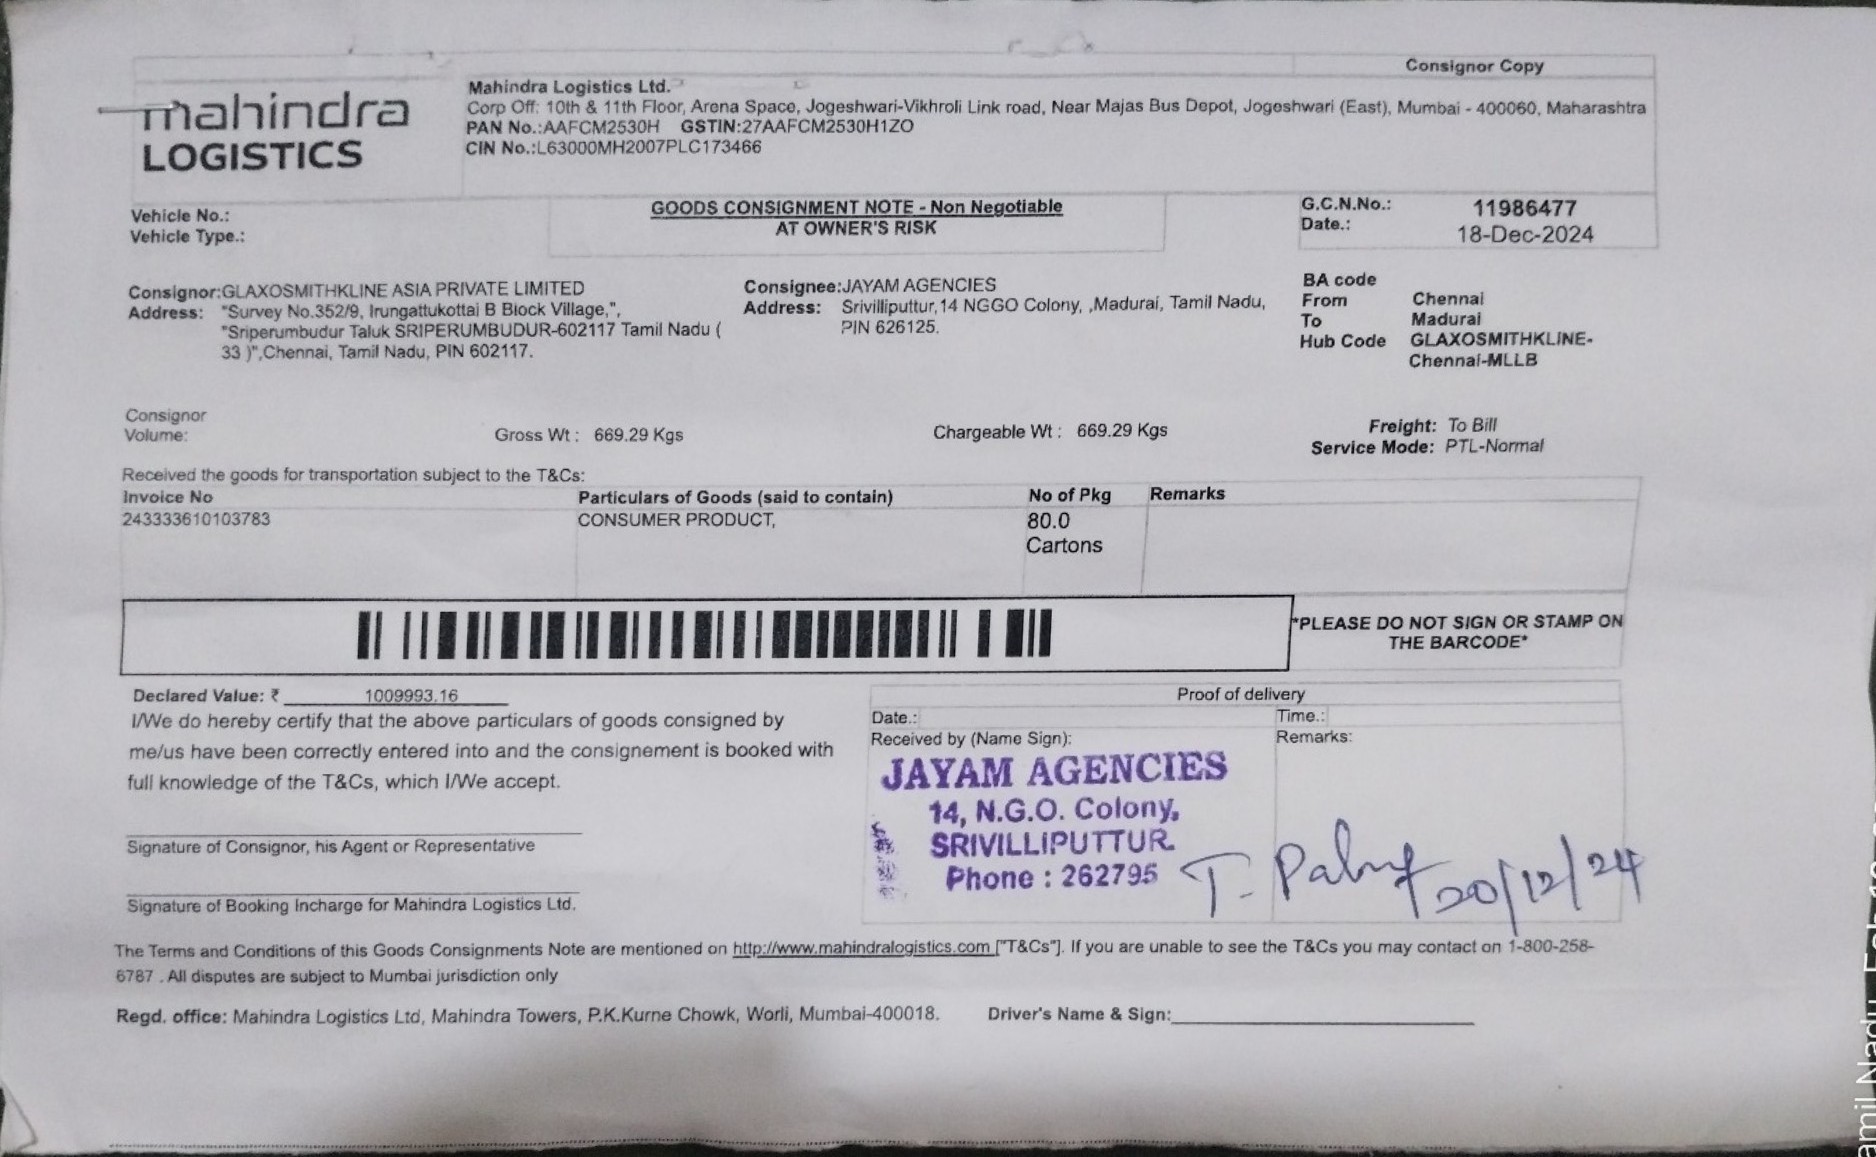 Consignor Copy
mahindra
LOGISTICS
Mahindra Logistics Ltd.
Corp Off: 10th & 11th Floor, Arena Space, Jogeshwari-Vikhroli Link road, Near Majas Bus Depot, Jogeshwari (East), Mumbai - 400060, Maharashtra
PAN No.:AAFCM2530H GSTIN:27AAFCM2530H1ZO
CIN No.:L63000MH2007PLC173466
Vehicle No.:
Vehicle Type.:
GOODS CONSIGNMENT NOTE - Non Negotiable
AT OWNER'S RISK
G.C.N.No.: 11986477
Date.: 18-Dec-2024
Consignor:GLAXOSMITHKLINE ASIA PRIVATE LIMITED
Address: "Survey No.352/9, Irungattukottai B Block Village,",
"Sriperumbudur Taluk SRIPERUMBUDUR-602117 Tamil Nadu (
33 )",Chennai, Tamil Nadu, PIN 602117.
Consignee:JAYAM AGENCIES
Address: Srivilliputtur,14 NGGO Colony, ,Madurai, Tamil Nadu,
PIN 626125.
BA code
From Chennai
To Madurai
Hub Code GLAXOSMITHKLINE-
Chennai-MLLB
Consignor
Volume:
Gross Wt : 669.29 Kgs
Chargeable Wt : 669.29 Kgs
Freight: To Bill
Service Mode: PTL-Normal
Received the goods for transportation subject to the T&Cs:
Invoice No Particulars of Goods (said to contain) No of Pkg Remarks
243333610103783 CONSUMER PRODUCT, 80.0
Cartons
*PLEASE DO NOT SIGN OR STAMP ON
THE BARCODE*
Declared Value: ₹ 1009993.16
I/We do hereby certify that the above particulars of goods consigned by
me/us have been correctly entered into and the consignement is booked with
full knowledge of the T&Cs, which I/We accept.
Signature of Consignor, his Agent or Representative
Signature of Booking Incharge for Mahindra Logistics Ltd.
Proof of delivery
Date.: Time.:
Received by (Name Sign): Remarks:
JAYAM AGENCIES
14, N.G.O. Colony,
SRIVILLIPUTTUR.
Phone : 262795
T. 20/12/24
The Terms and Conditions of this Goods Consignments Note are mentioned on http://www.mahindralogistics.com ["T&Cs"]. If you are unable to see the T&Cs you may contact on 1-800-258-
6787 . All disputes are subject to Mumbai jurisdiction only
Regd. office: Mahindra Logistics Ltd, Mahindra Towers, P.K.Kurne Chowk, Worli, Mumbai-400018.
Driver's Name & Sign: